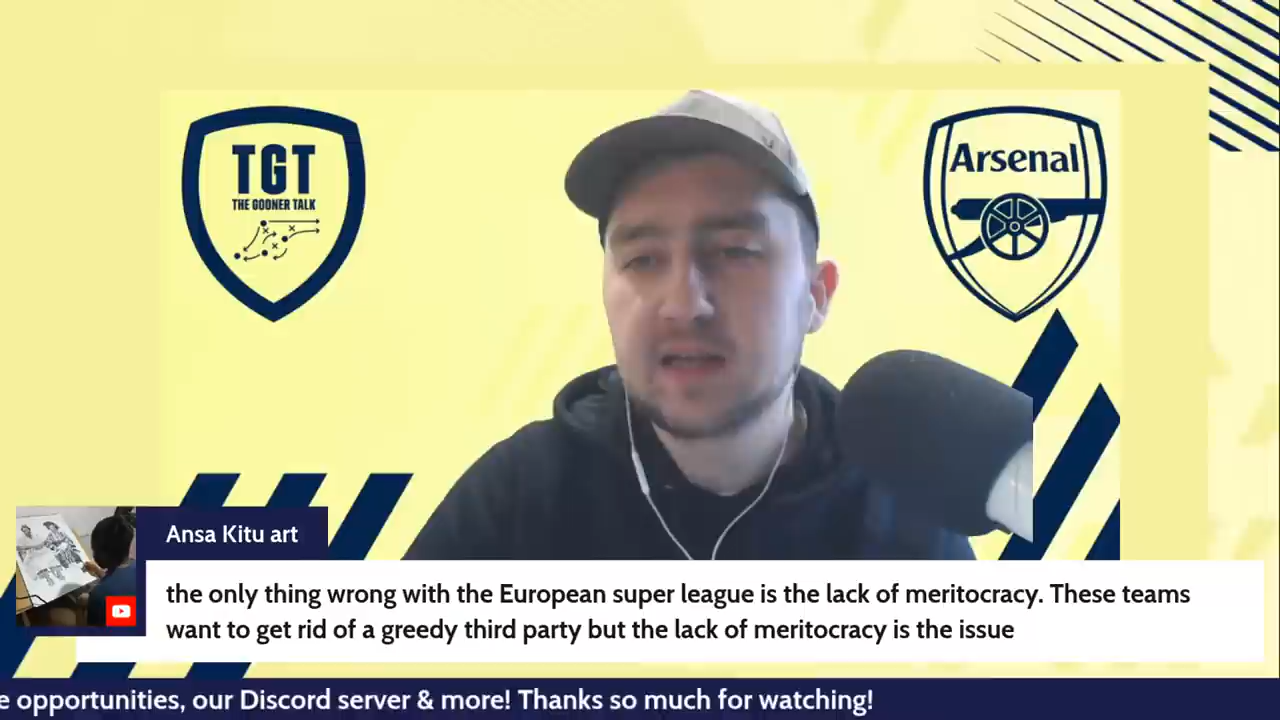 TGT
THE GOONER TALK
Arsenal
Ansa Kitu art
the only thing wrong with the European super league is the lack of meritocracy. These teams
want to get rid of a greedy third party but the lack of meritocracy is the issue
e opportunities, our Discord server & more! Thanks so much for watching!